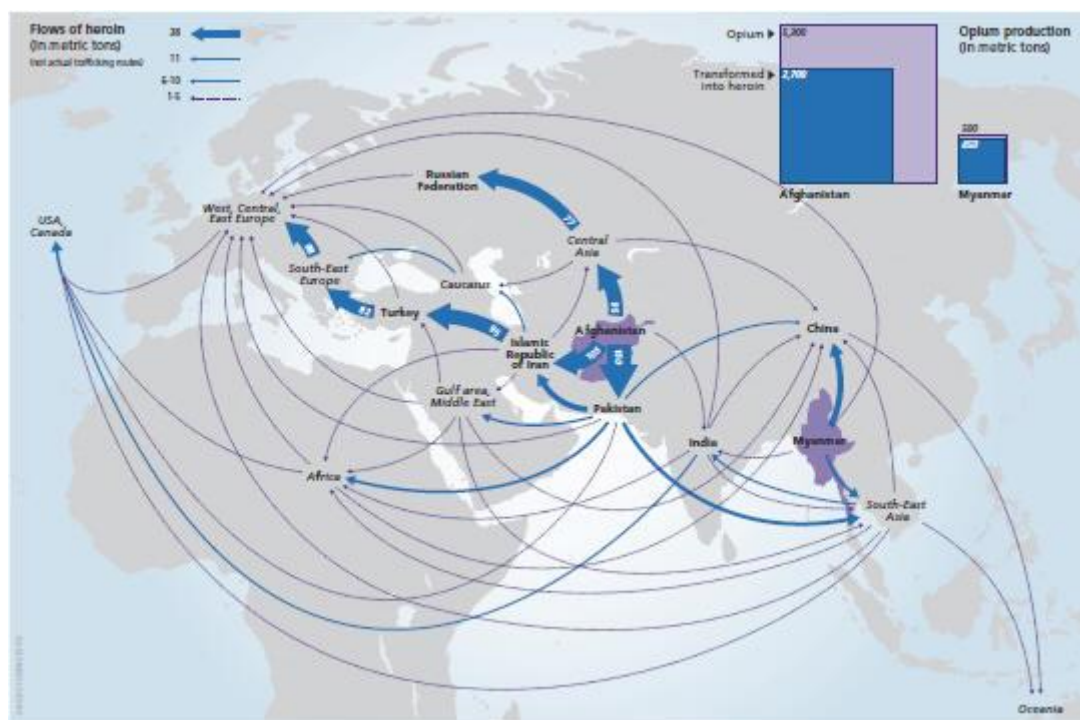 Flows of heroin
(in metric tons)
(not actual trafficking routes)
11
6-10
1-5
Opium
Transformed
into heroin
2,700
Afghanistan
Opium production
(in metric tons)
Myanmar
USA,
Canada
West, Central,
East Europe
Russian
Federation
Central
Asia
South-East
Europe
Caucasus
Turkey
Afghanistan
China
Islamic
Republic
of Iran
Gulf area,
Middle East
Pakistan
India
Myanmar
Africa
South-East
Asia
Oceania
77
82
95